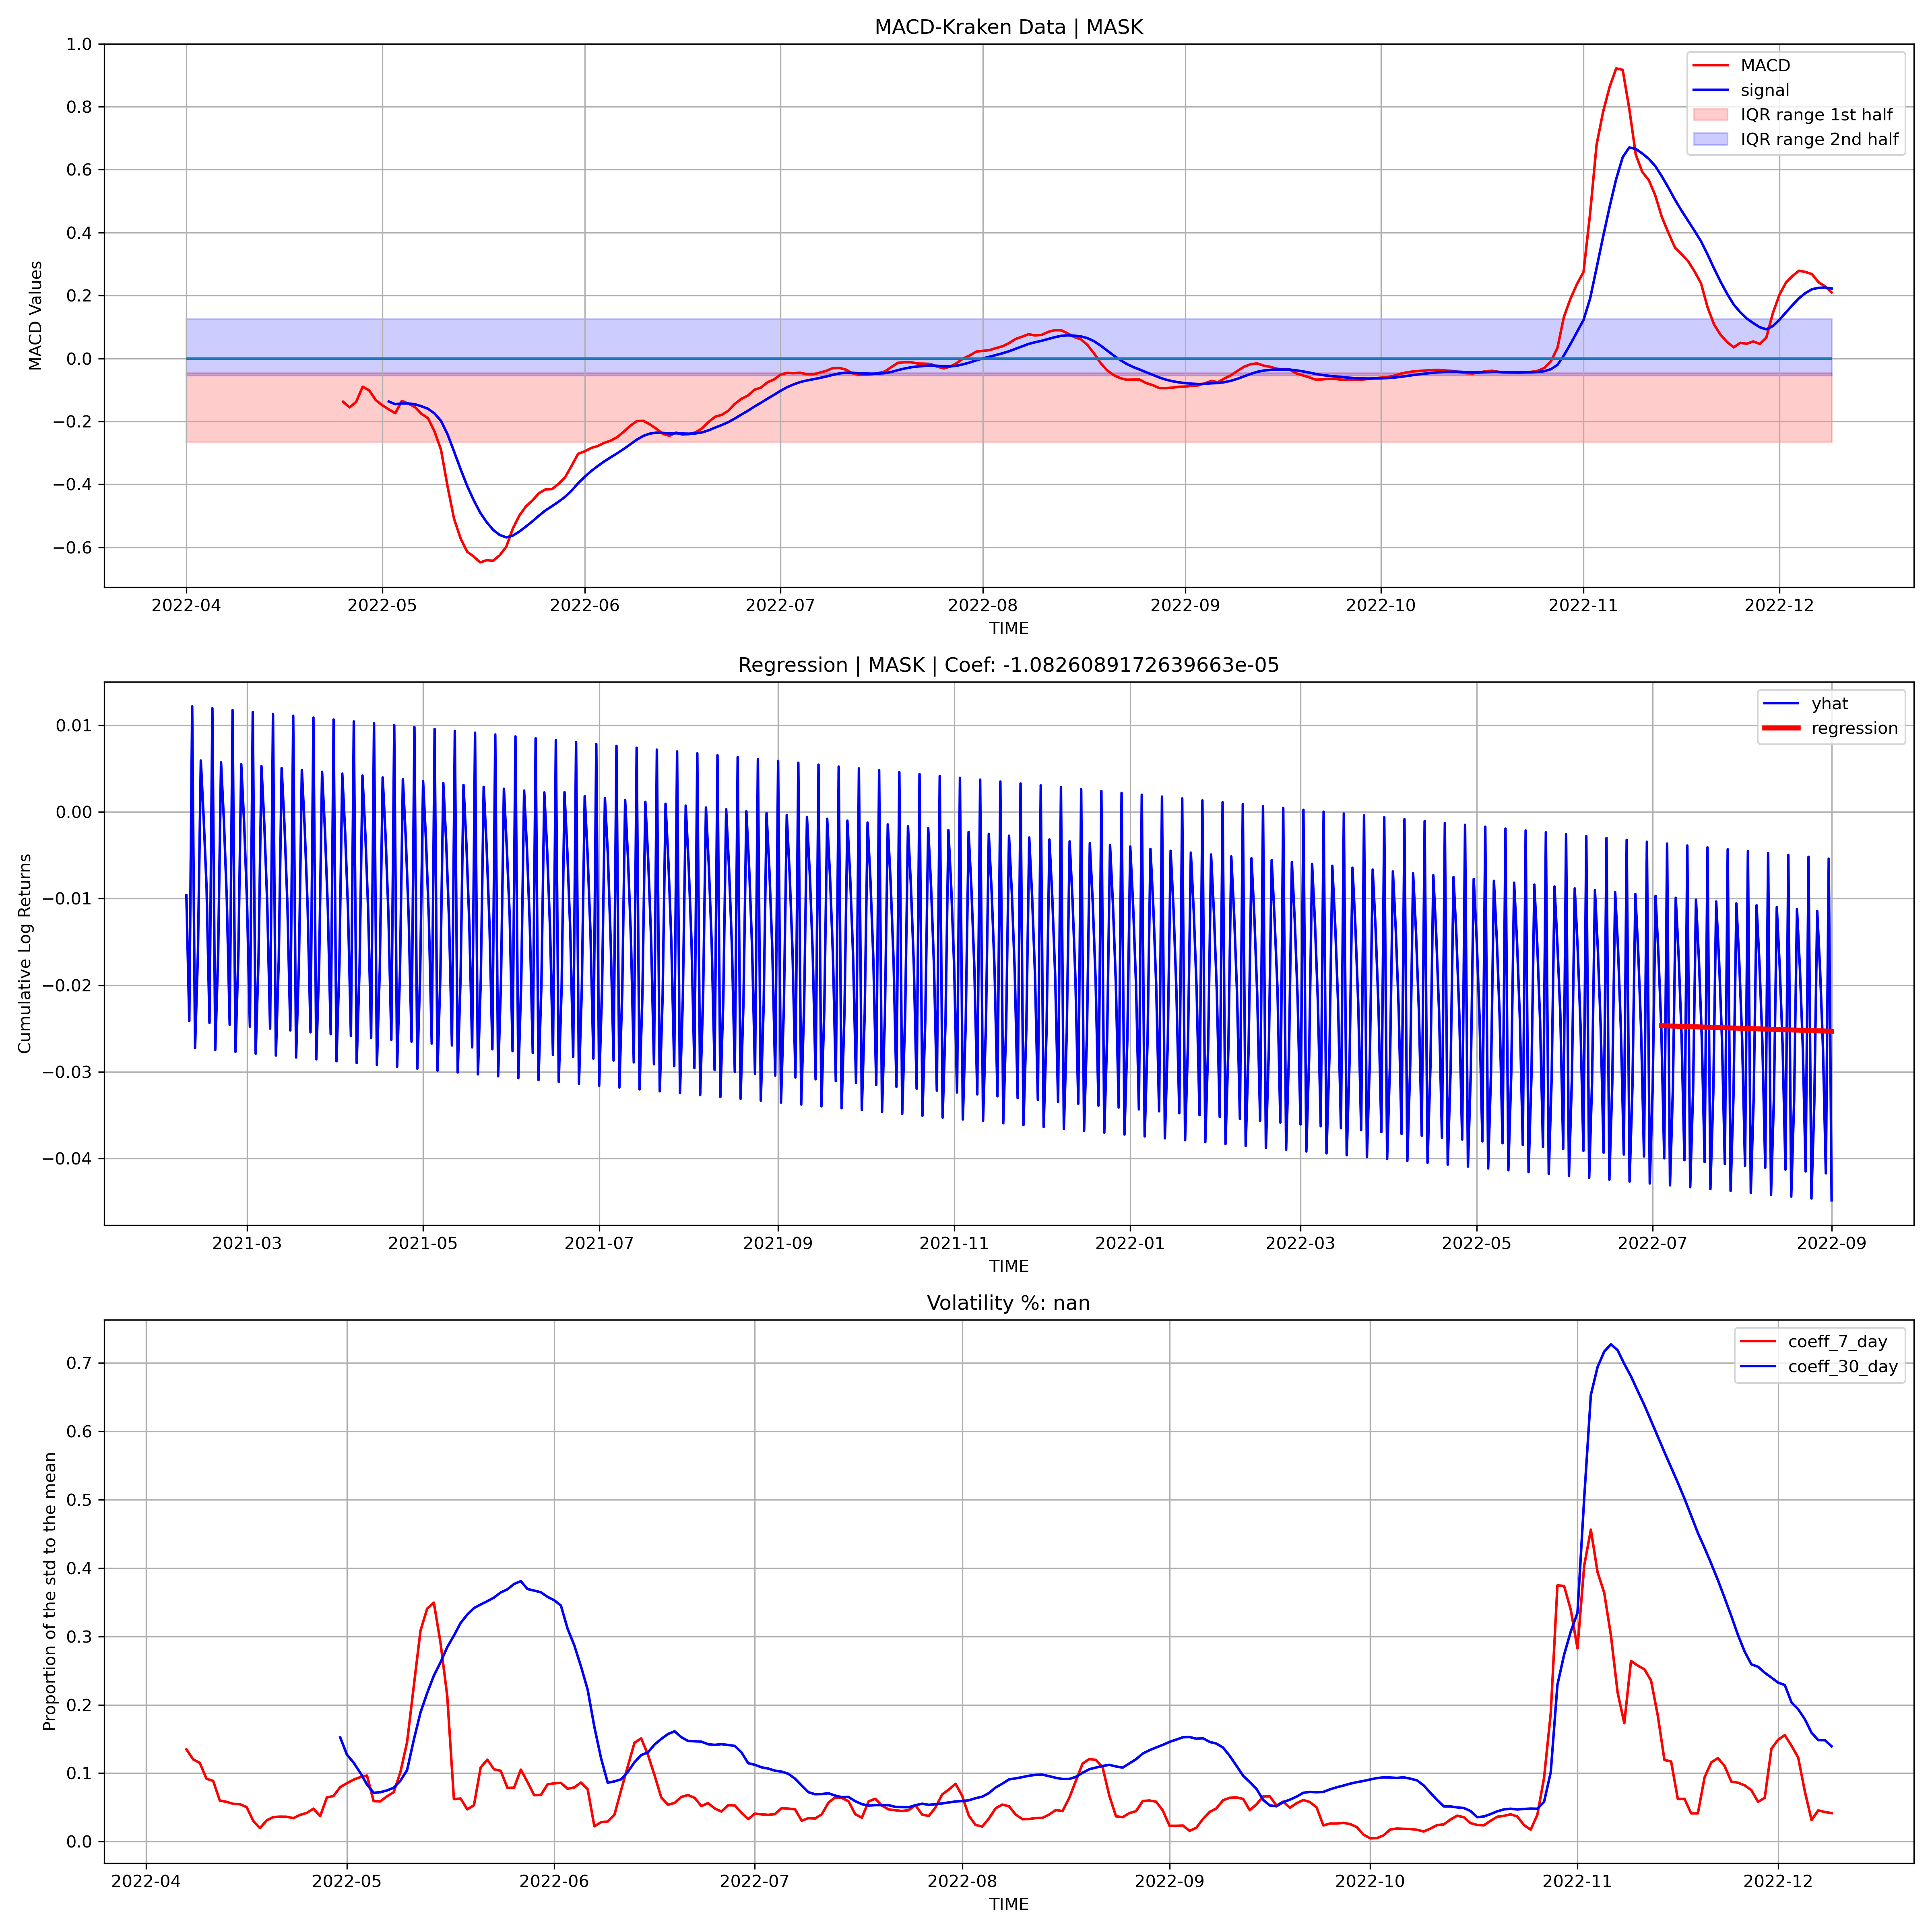 MACD-Kraken Data | MASK
1.0
0.8
0.6
0.4
0.2
0.0
−0.2
−0.4
−0.6
MACD Values
MACD
signal
IQR range 1st half
IQR range 2nd half
2022-04 2022-05 2022-06 2022-07 2022-08 2022-09 2022-10 2022-11 2022-12
TIME
Regression | MASK | Coef: -1.0826089172639663e-05
0.01
0.00
−0.01
−0.02
−0.03
−0.04
Cumulative Log Returns
yhat
regression
2021-03 2021-05 2021-07 2021-09 2021-11 2022-01 2022-03 2022-05 2022-07 2022-09
TIME
Volatility %: nan
0.7
0.6
0.5
0.4
0.3
0.2
0.1
0.0
Proportion of the std to the mean
coeff_7_day
coeff_30_day
2022-04 2022-05 2022-06 2022-07 2022-08 2022-09 2022-10 2022-11 2022-12
TIME